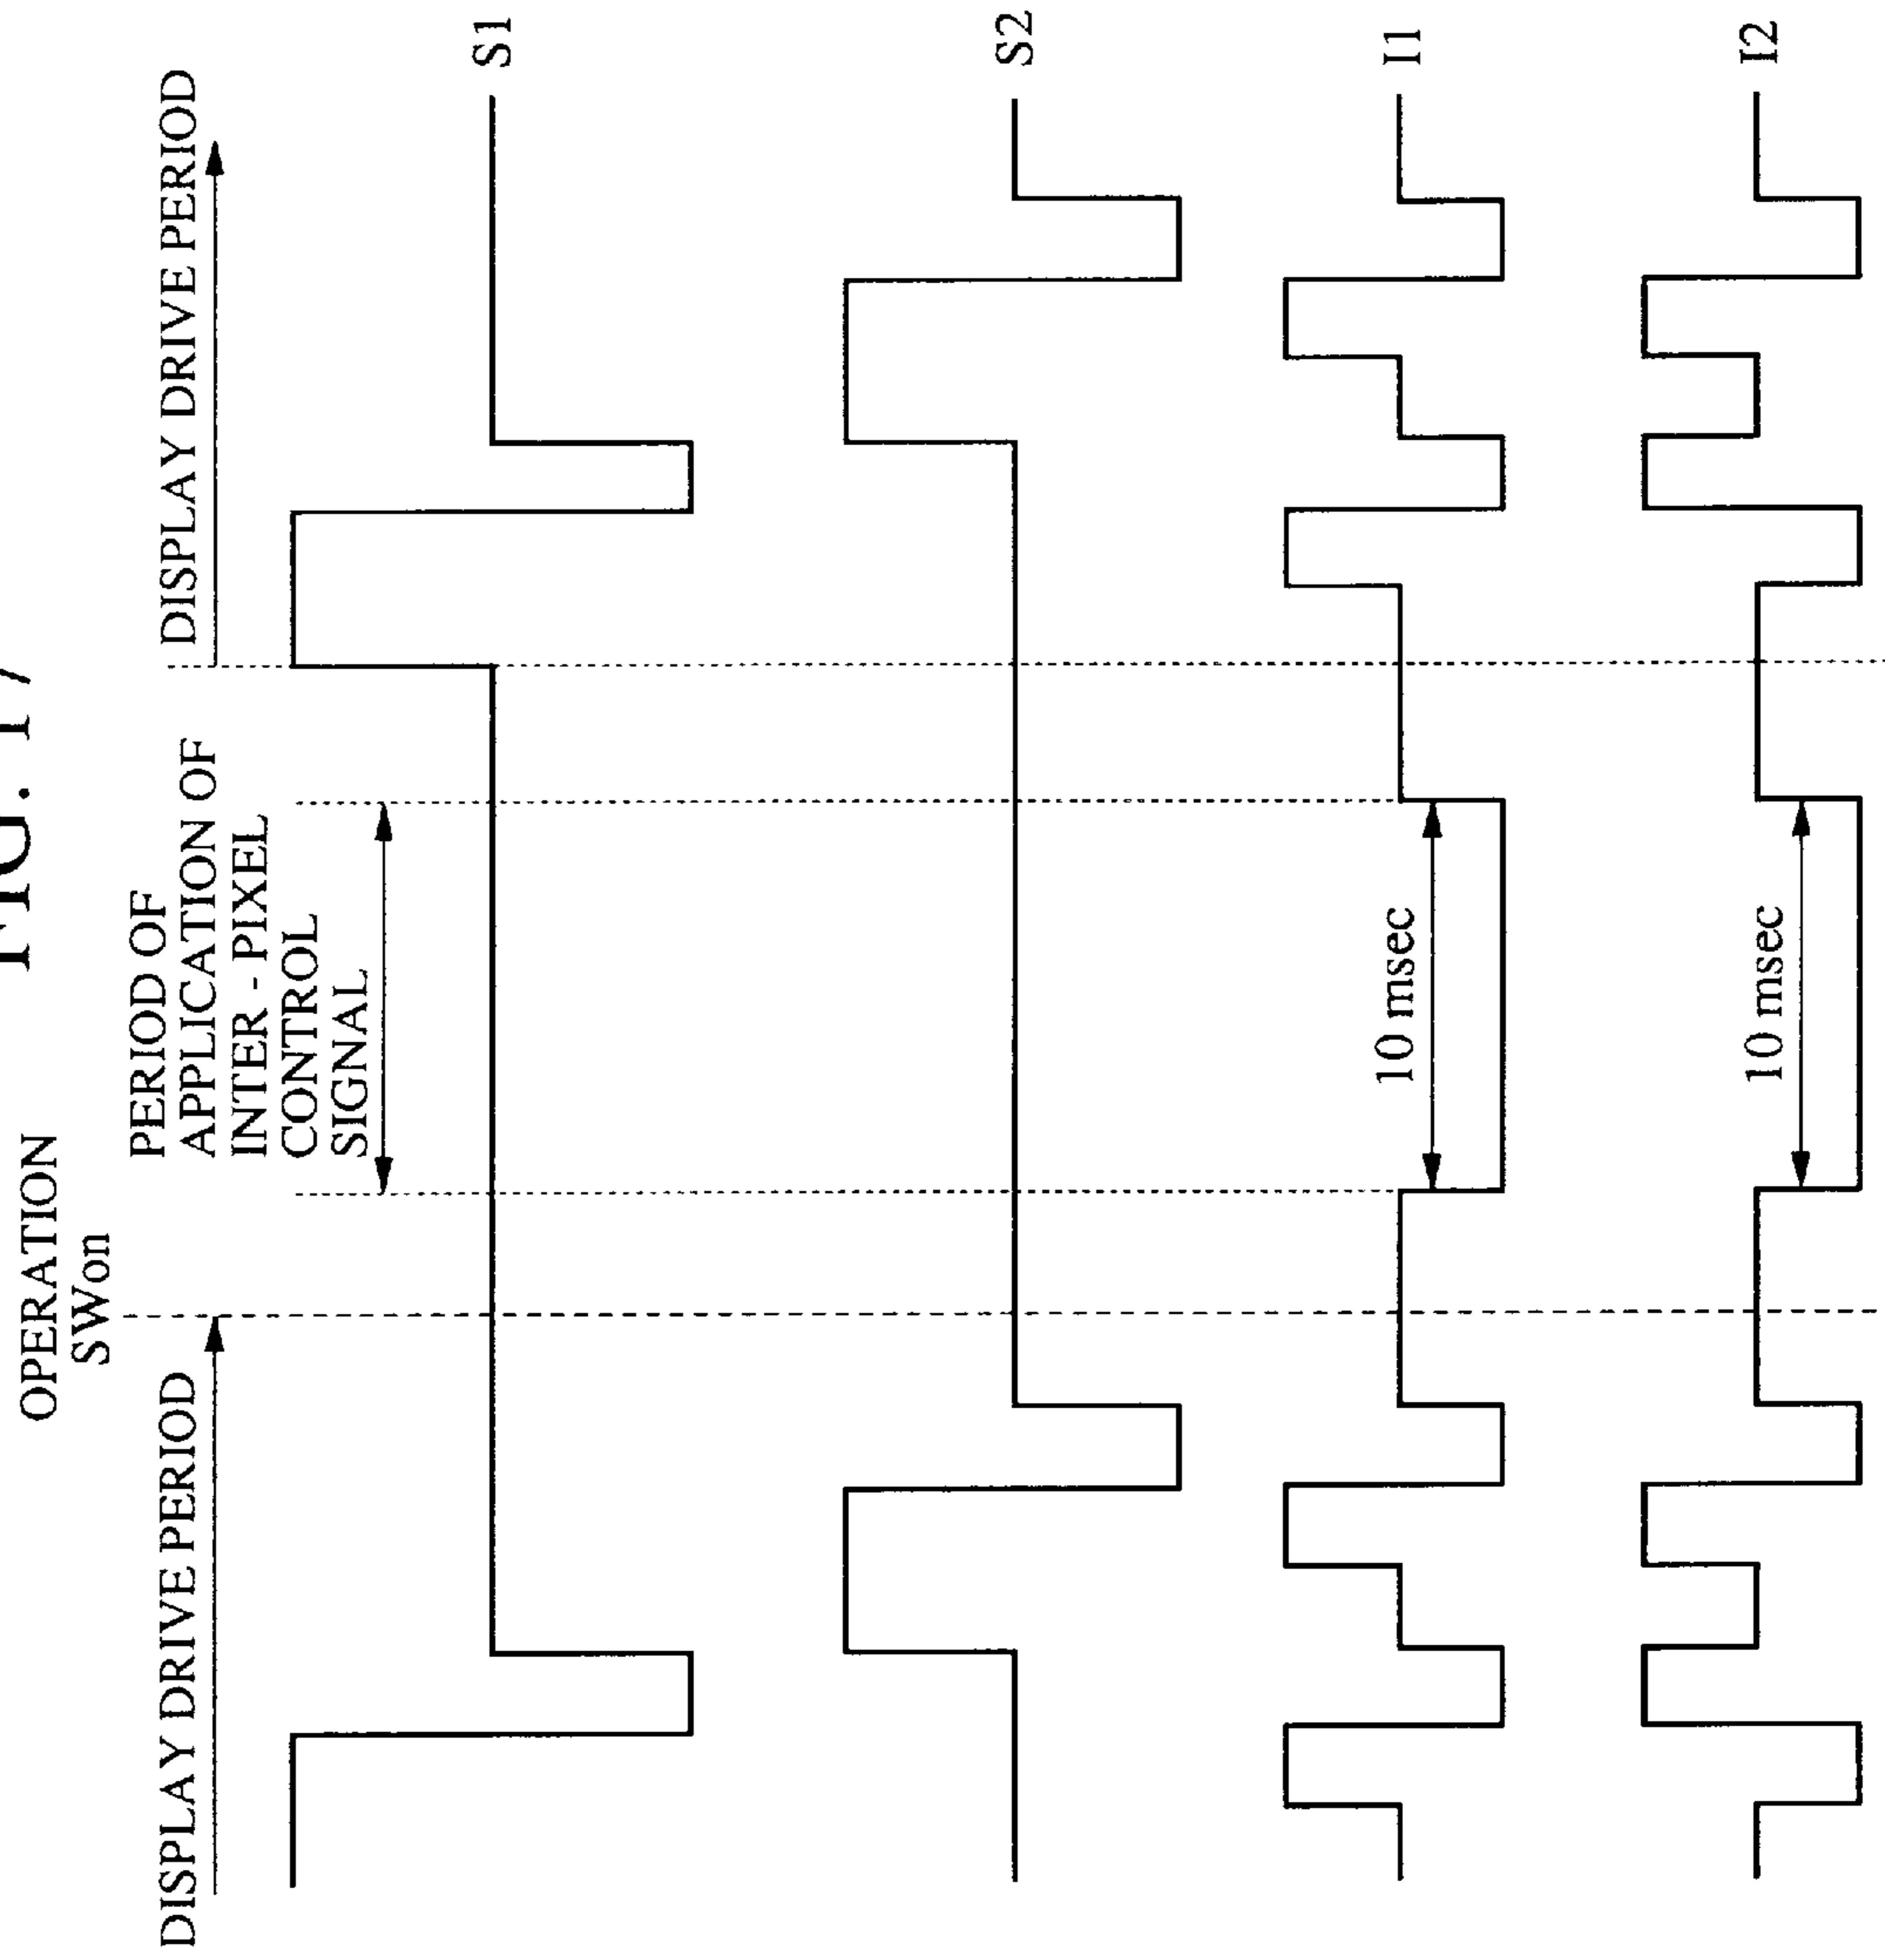 FIG. 17
OPERATION
SWon
DISPLAY DRIVE PERIOD
PERIOD OF
APPLICATION OF
INTER - PIXEL
CONTROL
SIGNAL
DISPLAY DRIVE PERIOD
S1
S2
10 msec
I1
10 msec
I2